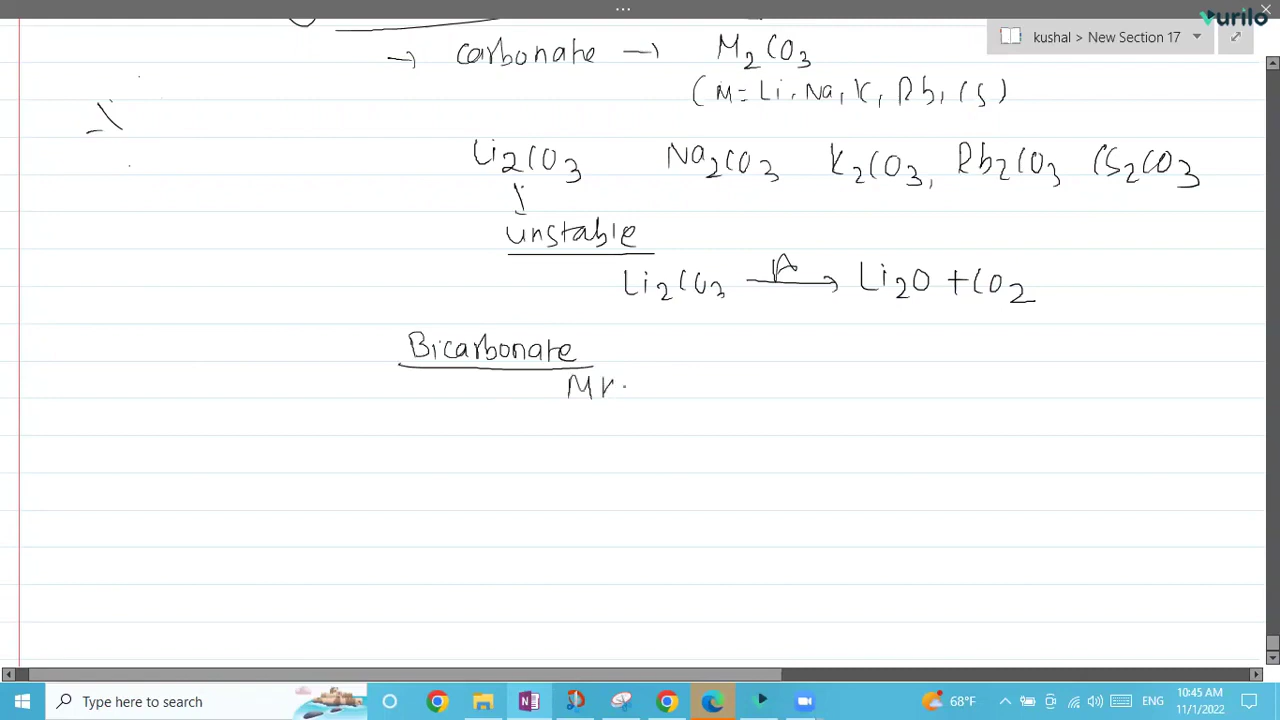 ...
vurilo
kushal > New Section 17
→ carbonate → M2CO3
(M= Li, Na, K, Rb, Cs)
Li2CO3 Na2CO3 K2CO3, Rb2CO3 Cs2CO3
unstable
Li2CO3 Δ→ Li2O + CO2
Bicarbonate
M
Type here to search
68°F
ENG
10:45 AM
11/1/2022